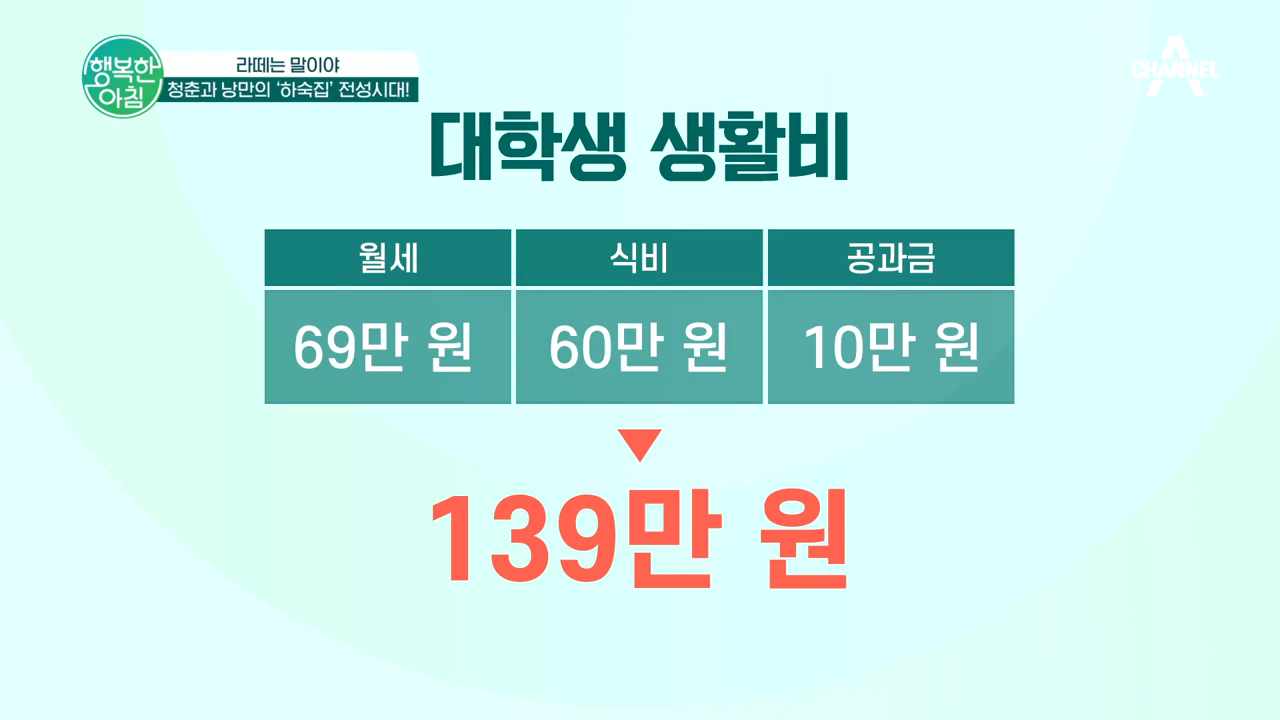 행복한
아침
라떼는 말이야
청춘과 낭만의 ‘하숙집’ 전성시대!
CHANNEL A
대학생 생활비
월세 식비 공과금
69만 원 60만 원 10만 원
139만 원